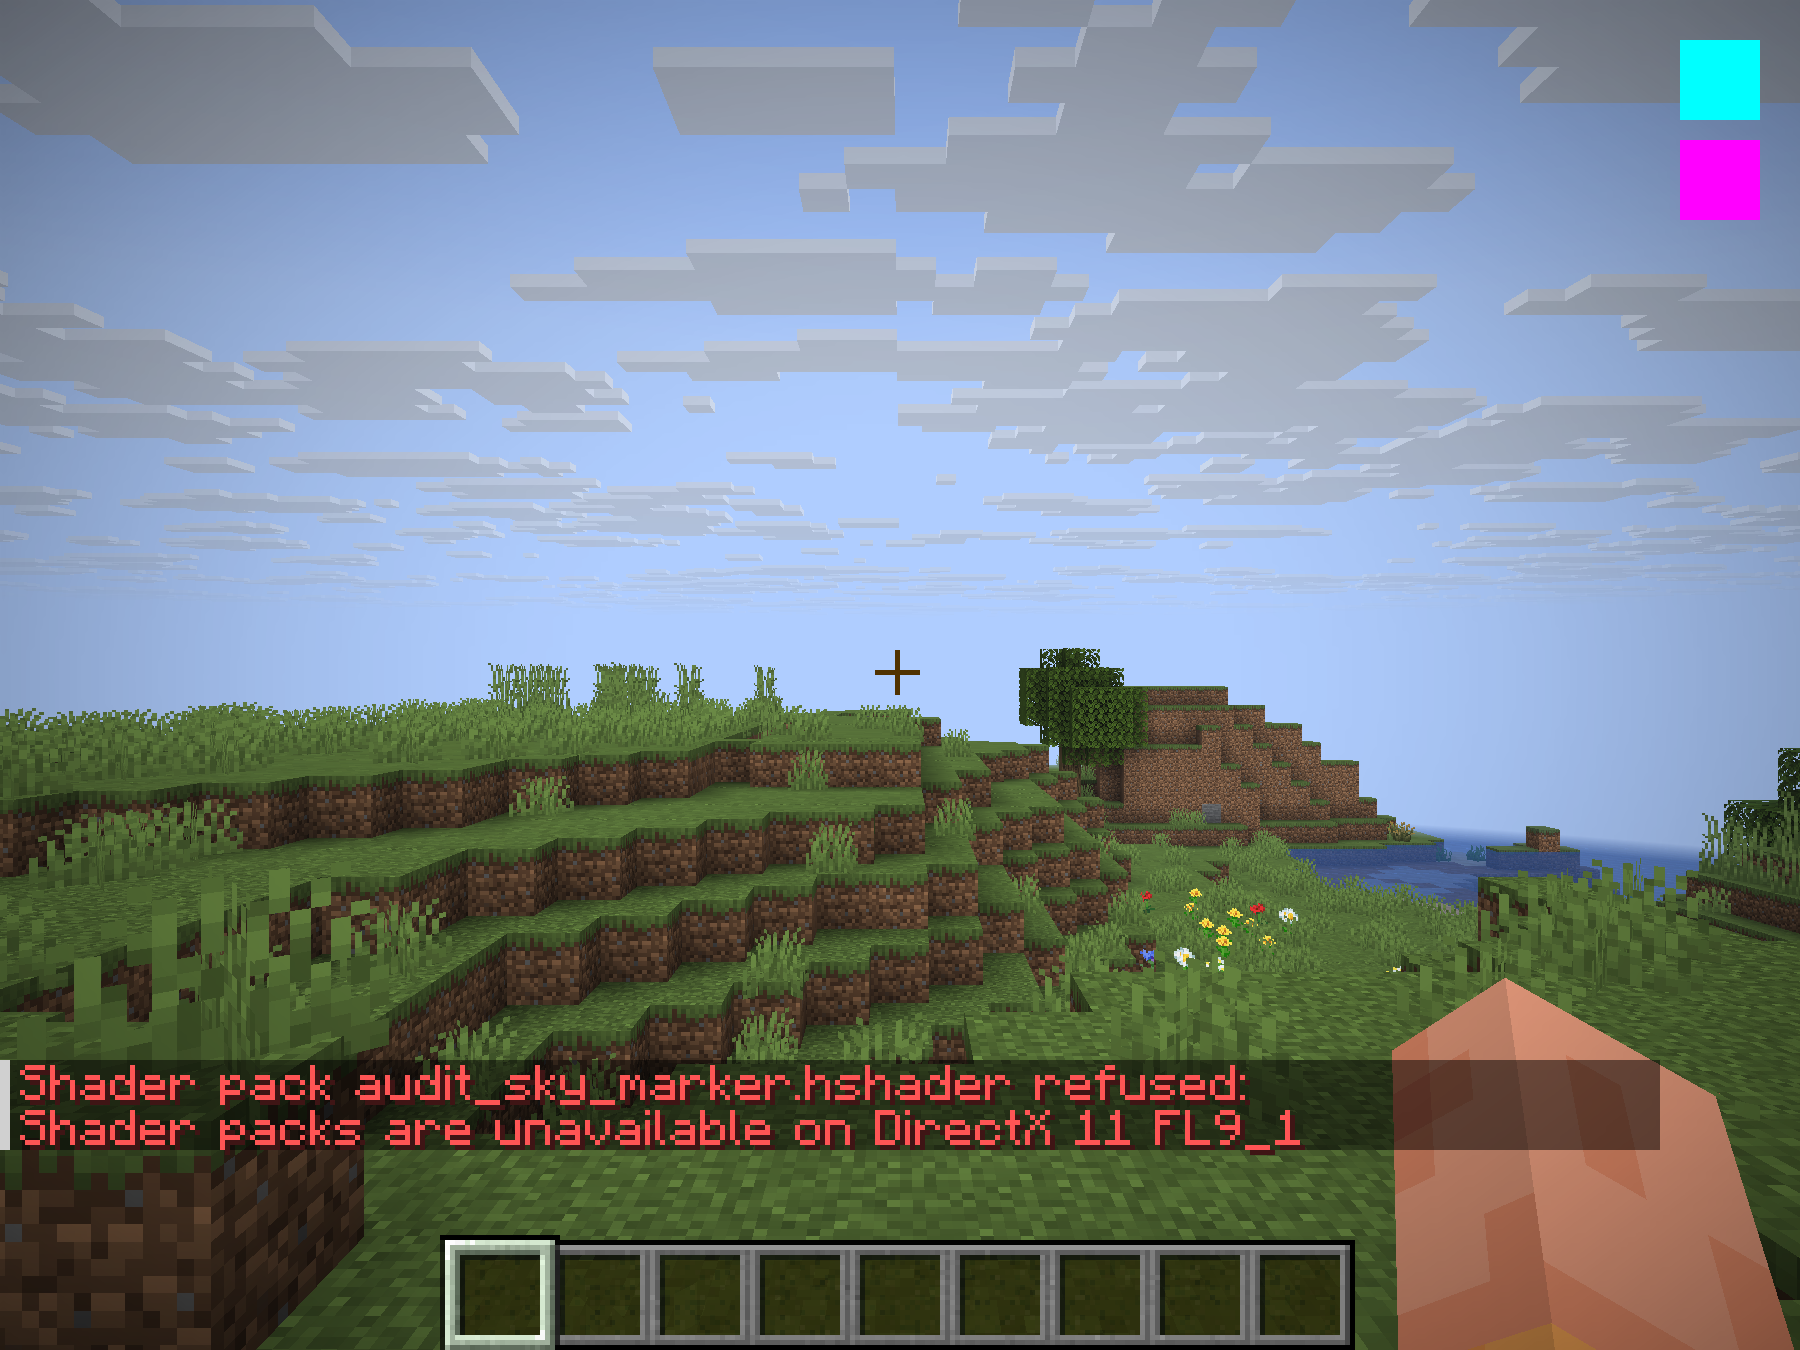 Shader pack audit_sky_marker.hshader refused:
Shader packs are unavailable on DirectX 11 FL9_1